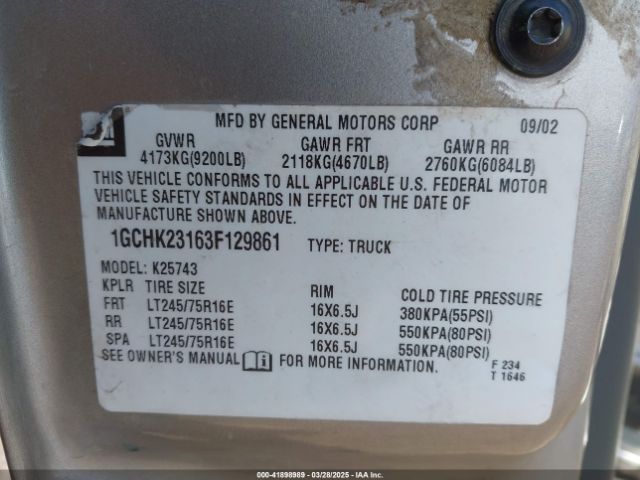 MFD BY GENERAL MOTORS CORP 09/02
GVWR GAWR FRT GAWR RR
4173KG(9200LB) 2118KG(4670LB) 2760KG(6084LB)
THIS VEHICLE CONFORMS TO ALL APPLICABLE U.S. FEDERAL MOTOR
VEHICLE SAFETY STANDARDS IN EFFECT ON THE DATE OF
MANUFACTURE SHOWN ABOVE.
1GCHK23163F129861 TYPE: TRUCK
MODEL: K25743
KPLR TIRE SIZE RIM COLD TIRE PRESSURE
FRT LT245/75R16E 16X6.5J 380KPA(55PSI)
RR LT245/75R16E 16X6.5J 550KPA(80PSI)
SPA LT245/75R16E 16X6.5J 550KPA(80PSI)
SEE OWNER'S MANUAL FOR MORE INFORMATION.
F 234
T 1646
000-41898989 | 03/28/2025 - IAA, Inc.